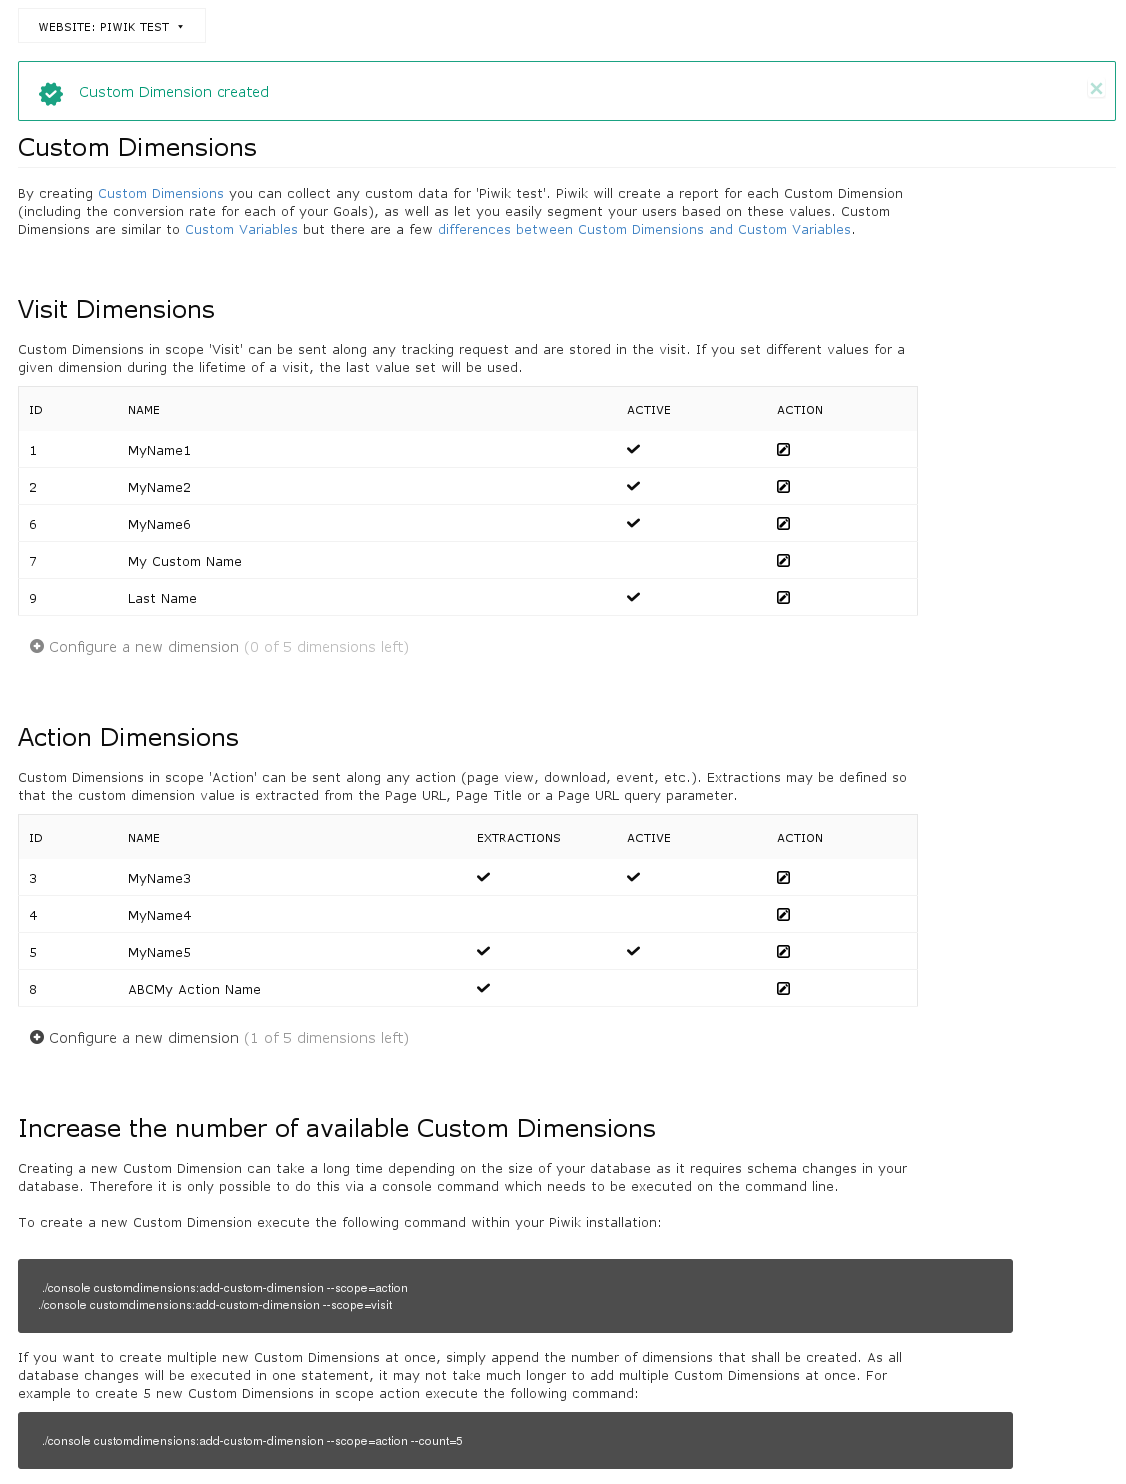 WEBSITE: PIWIK TEST
Custom Dimension created
Custom Dimensions
By creating Custom Dimensions you can collect any custom data for 'Piwik test'. Piwik will create a report for each Custom Dimension
(including the conversion rate for each of your Goals), as well as let you easily segment your users based on these values. Custom
Dimensions are similar to Custom Variables but there are a few differences between Custom Dimensions and Custom Variables.
Visit Dimensions
Custom Dimensions in scope 'Visit' can be sent along any tracking request and are stored in the visit. If you set different values for a
given dimension during the lifetime of a visit, the last value set will be used.
ID NAME ACTIVE ACTION
1 MyName1
2 MyName2
6 MyName6
7 My Custom Name
9 Last Name
Configure a new dimension (0 of 5 dimensions left)
Action Dimensions
Custom Dimensions in scope 'Action' can be sent along any action (page view, download, event, etc.). Extractions may be defined so
that the custom dimension value is extracted from the Page URL, Page Title or a Page URL query parameter.
ID NAME EXTRACTIONS ACTIVE ACTION
3 MyName3
4 MyName4
5 MyName5
8 ABCMy Action Name
Configure a new dimension (1 of 5 dimensions left)
Increase the number of available Custom Dimensions
Creating a new Custom Dimension can take a long time depending on the size of your database as it requires schema changes in your
database. Therefore it is only possible to do this via a console command which needs to be executed on the command line.
To create a new Custom Dimension execute the following command within your Piwik installation:
./console customdimensions:add-custom-dimension --scope=action
./console customdimensions:add-custom-dimension --scope=visit
If you want to create multiple new Custom Dimensions at once, simply append the number of dimensions that shall be created. As all
database changes will be executed in one statement, it may not take much longer to add multiple Custom Dimensions at once. For
example to create 5 new Custom Dimensions in scope action execute the following command:
./console customdimensions:add-custom-dimension --scope=action --count=5